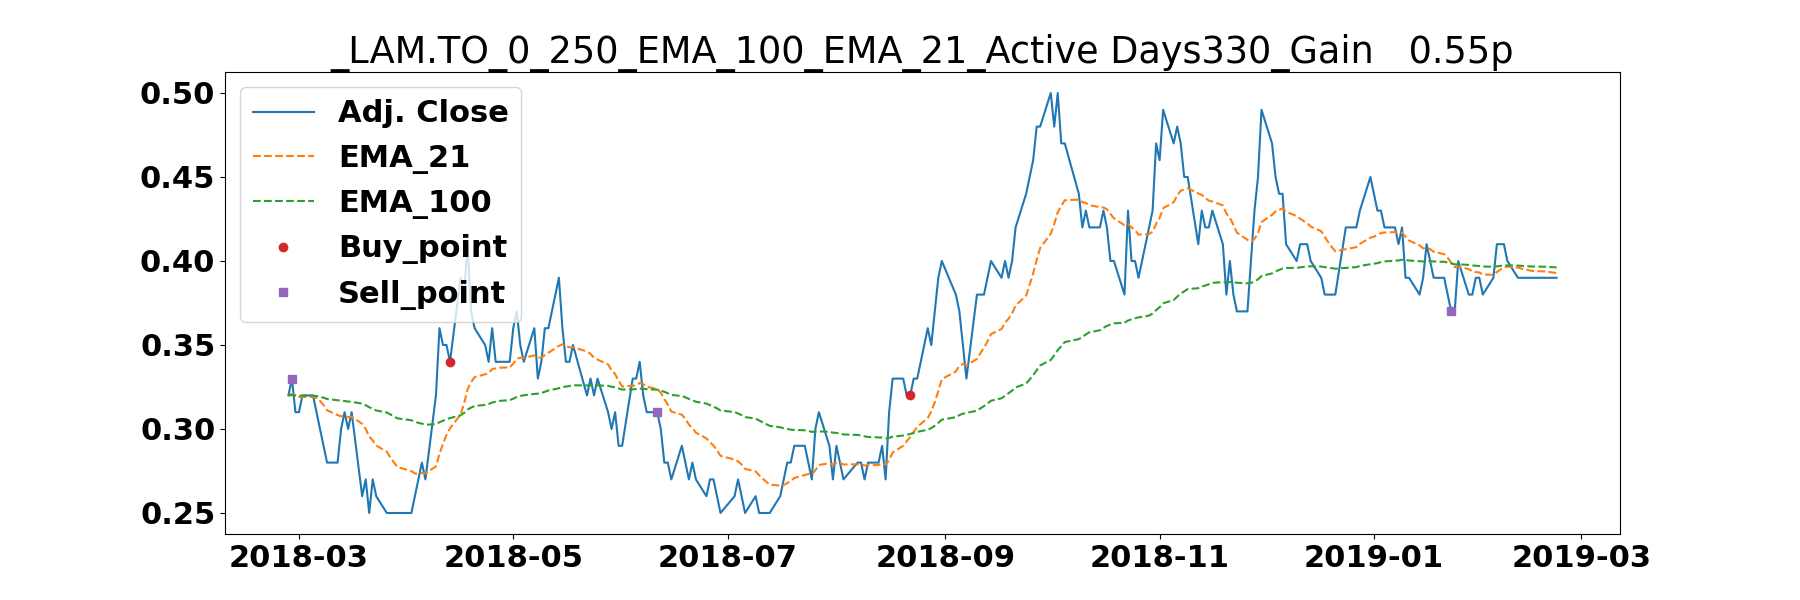 _LAM.TO_0_250_EMA_100_EMA_21_Active Days330_Gain   0.55p
0.50
0.45
0.40
0.35
0.30
0.25
Adj. Close
EMA_21
EMA_100
Buy_point
Sell_point
2018-03 2018-05 2018-07 2018-09 2018-11 2019-01 2019-03